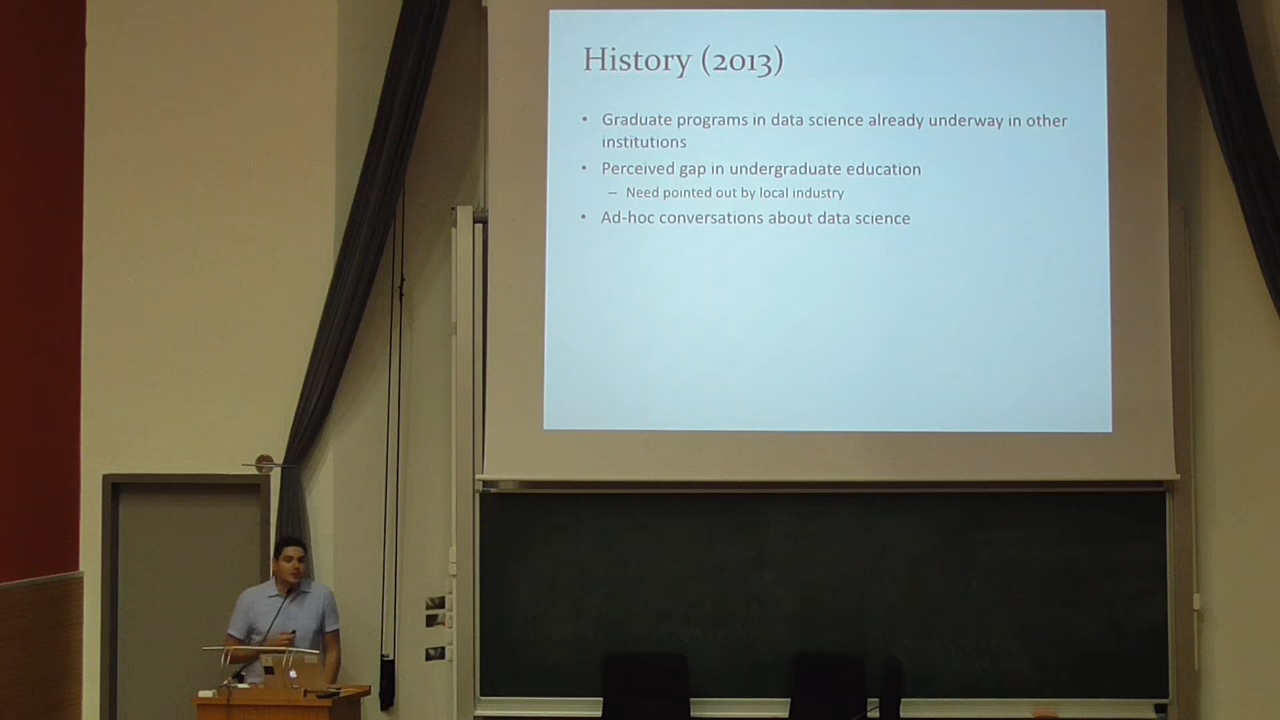 History (2013)
• Graduate programs in data science already underway in other
institutions
• Perceived gap in undergraduate education
– Need pointed out by local industry
• Ad-hoc conversations about data science